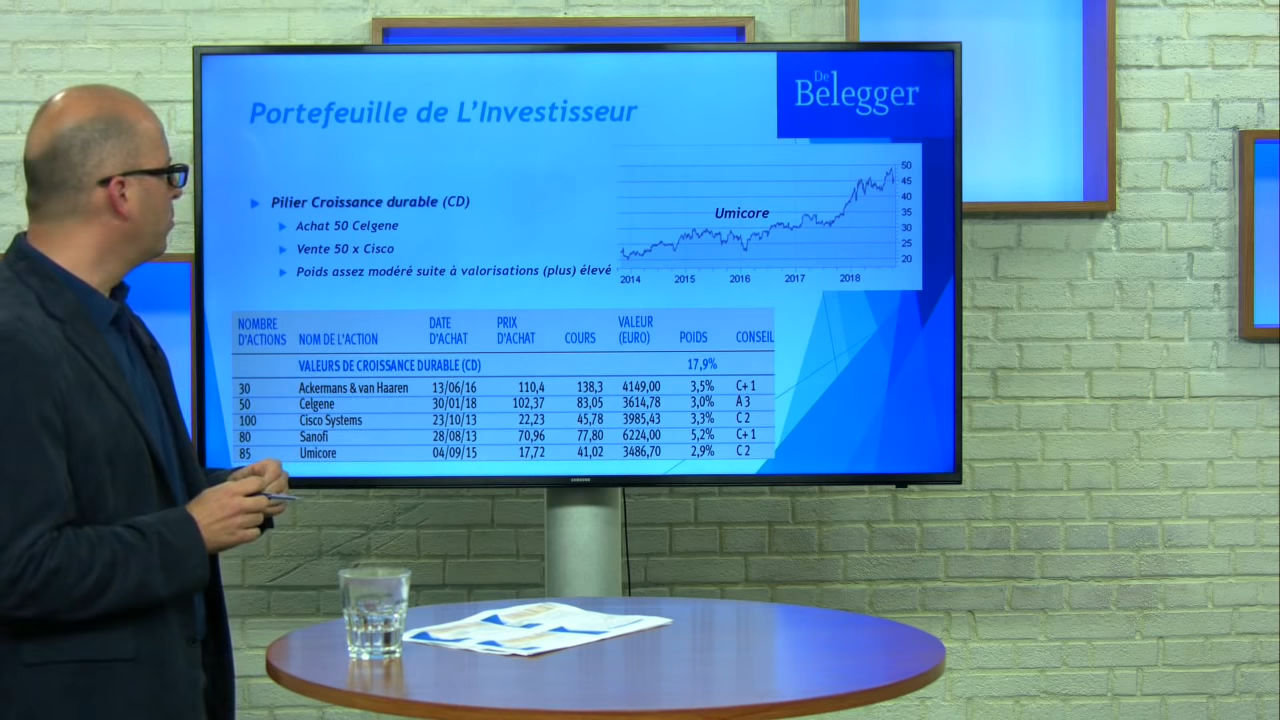 De
Belegger
Portefeuille de L'Investisseur
Pilier Croissance durable (CD)
Achat 50 Celgene
Vente 50 x Cisco
Poids assez modéré suite à valorisations (plus) élevé
50
45
40
35
30
25
20
Umicore
2014 2015 2016 2017 2018
NOMBRE D'ACTIONS NOM DE L'ACTION DATE D'ACHAT PRIX D'ACHAT COURS VALEUR (EURO) POIDS CONSEIL
VALEURS DE CROISSANCE DURABLE (CD) 17,9%
30 Ackermans & van Haaren 13/06/16 110,4 138,3 4149,00 3,5% C+ 1
50 Celgene 30/01/18 102,37 83,05 3614,78 3,0% A 3
100 Cisco Systems 23/10/13 22,23 45,78 3985,43 3,3% C 2
80 Sanofi 28/08/13 70,96 77,80 6224,00 5,2% C+ 1
85 Umicore 04/09/15 17,72 41,02 3486,70 2,9% C 2
SAMSUNG